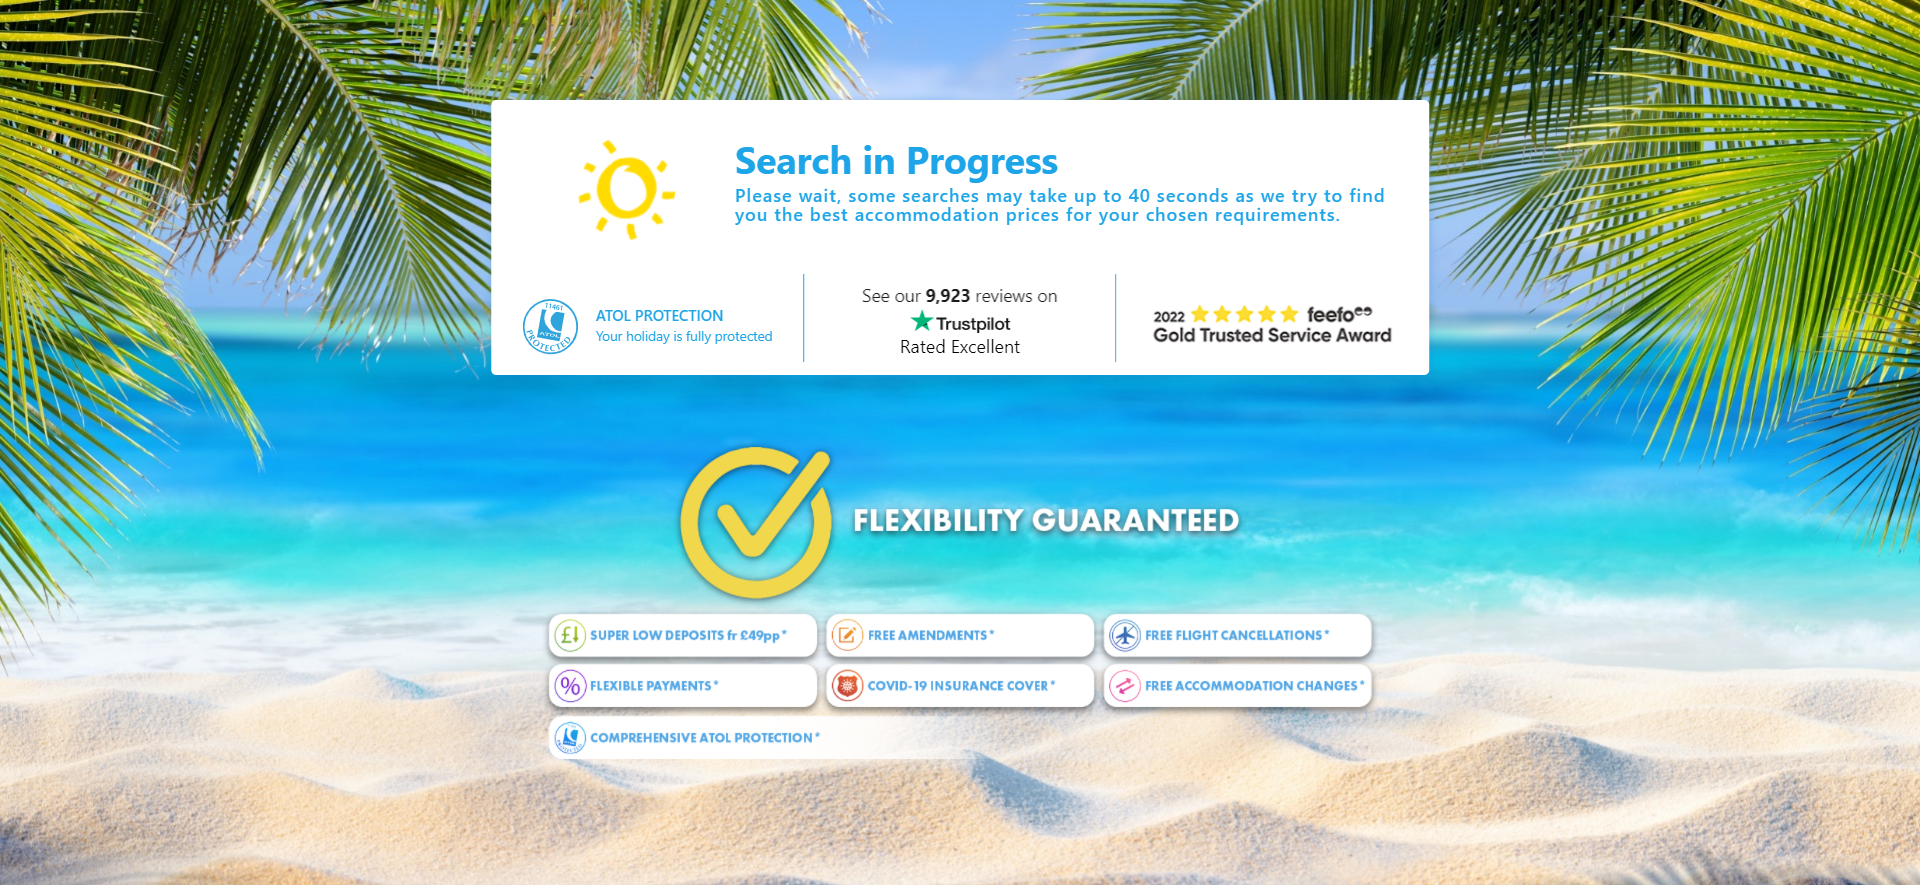 Search in Progress
Please wait, some searches may take up to 40 seconds as we try to find
you the best accommodation prices for your chosen requirements.
11461
ATOL
PROTECTED
ATOL PROTECTION
Your holiday is fully protected
See our 9,923 reviews on
Trustpilot
Rated Excellent
2022 feefo
Gold Trusted Service Award
FLEXIBILITY GUARANTEED
SUPER LOW DEPOSITS fr £49pp*
FREE AMENDMENTS*
FREE FLIGHT CANCELLATIONS*
FLEXIBLE PAYMENTS*
COVID-19 INSURANCE COVER*
FREE ACCOMMODATION CHANGES*
COMPREHENSIVE ATOL PROTECTION*